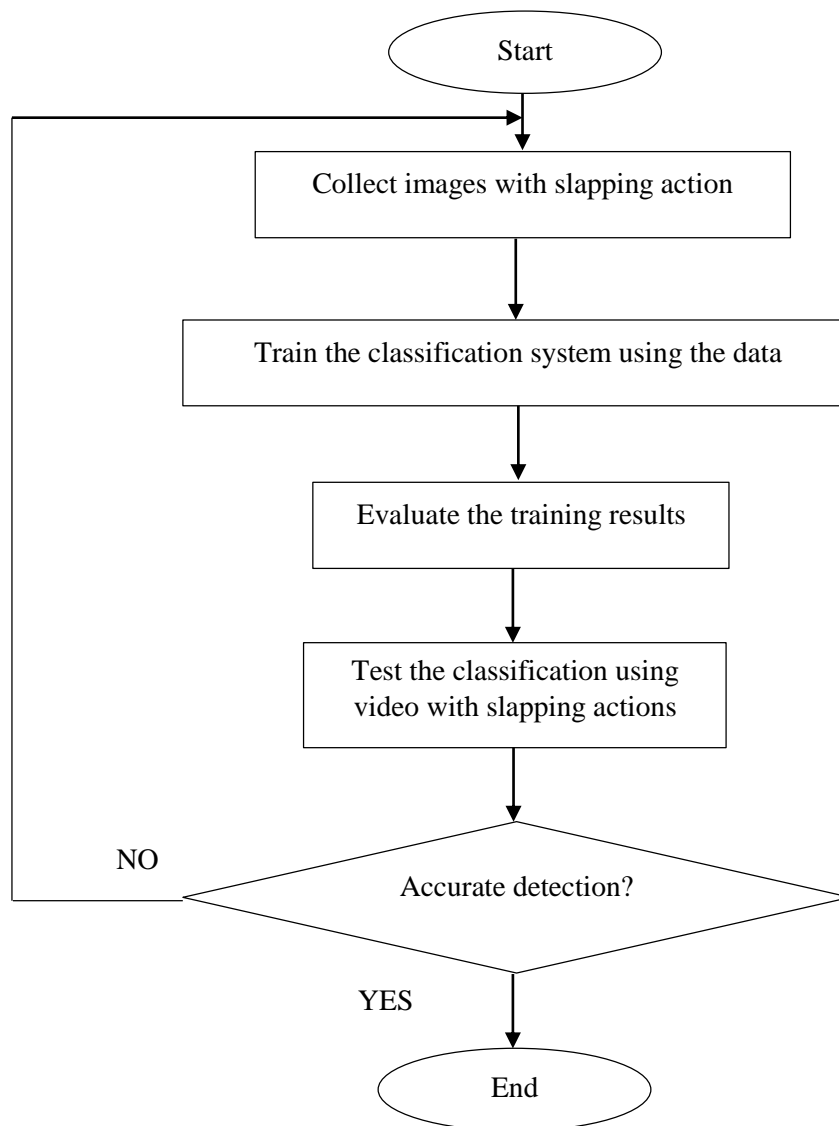 Start
Collect images with slapping action
Train the classification system using the data
Evaluate the training results
Test the classification using
video with slapping actions
NO
Accurate detection?
YES
End